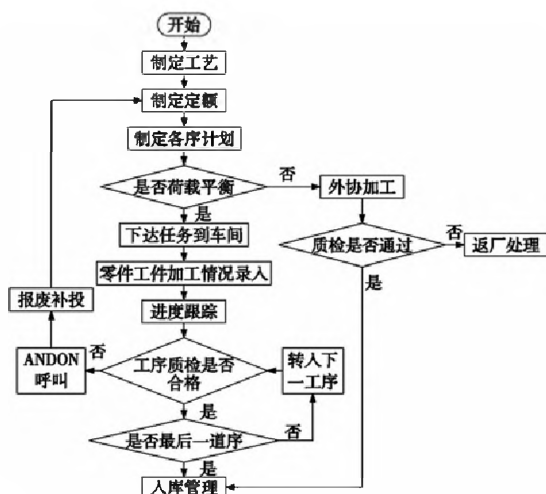 开始
制定工艺
制定定额
制定各序计划
是否荷载平衡
否
外协加工
是
下达任务到车间
质检是否通过
否
返厂处理
零件工件加工情况录入
是
报废补投
进度跟踪
ANDON
呼叫
否
工序质检是否
合格
转入下
一工序
是
是否最后一道序
否
是
入库管理